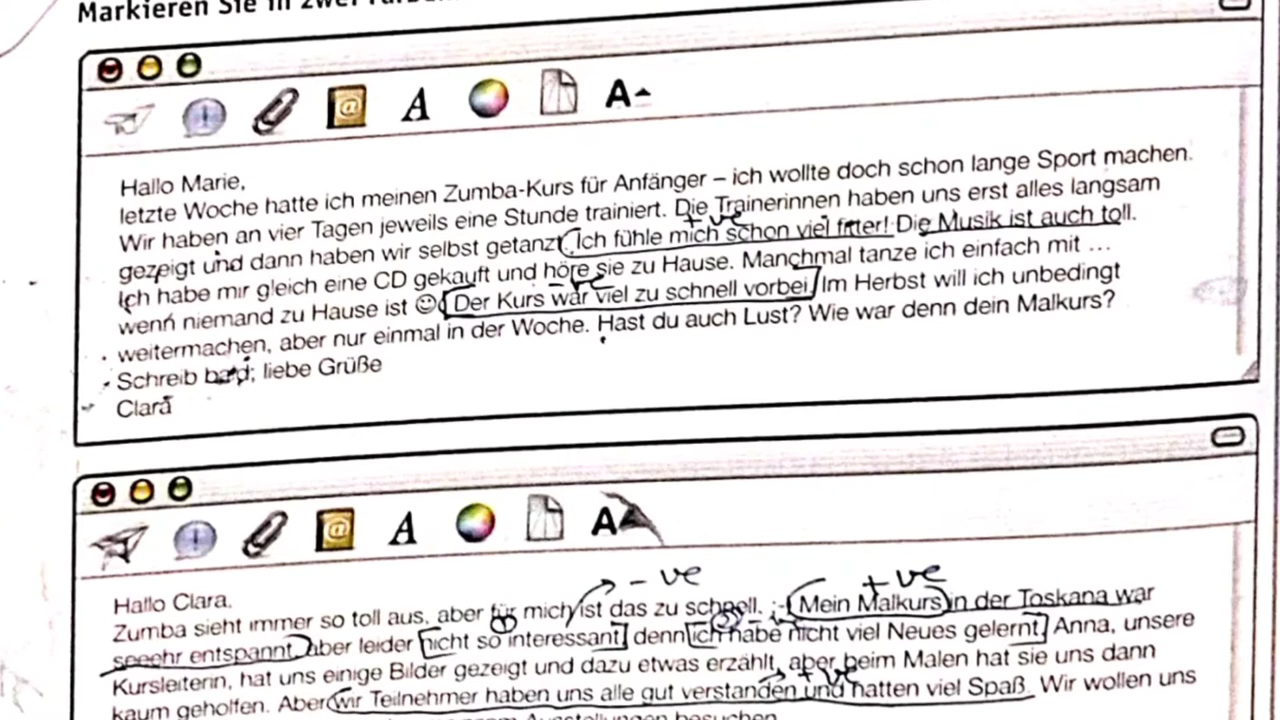 Markieren Sie in zwei
Hallo Marie,
letzte Woche hatte ich meinen Zumba-Kurs für Anfänger – ich wollte doch schon lange Sport machen.
Wir haben an vier Tagen jeweils eine Stunde trainiert. Die Trainerinnen haben uns erst alles langsam
+ ve
gezeigt und dann haben wir selbst getanzt. Ich fühle mich schon viel fitter! Die Musik ist auch toll.
Ich habe mir gleich eine CD gekauft und höre sie zu Hause. Manchmal tanze ich einfach mit ...
wenn niemand zu Hause ist ☺ Der Kurs war viel zu schnell vorbei. Im Herbst will ich unbedingt
weitermachen, aber nur einmal in der Woche. Hast du auch Lust? Wie war denn dein Malkurs?
Schreib bald, liebe Grüße
Clara
A
A
- ve
+ ve
Hallo Clara,
Zumba sieht immer so toll aus, aber für mich ist das zu schnell. ;-) Mein Malkurs in der Toskana war
seeehr entspannt, aber leider nicht so interessant, denn ich habe nicht viel Neues gelernt. Anna, unsere
Kursleiterin, hat uns einige Bilder gezeigt und dazu etwas erzählt, aber beim Malen hat sie uns dann
+ ve
kaum geholfen. Aber wir Teilnehmer haben uns alle gut verstanden und hatten viel Spaß. Wir wollen uns
Ausstellungen besuchen